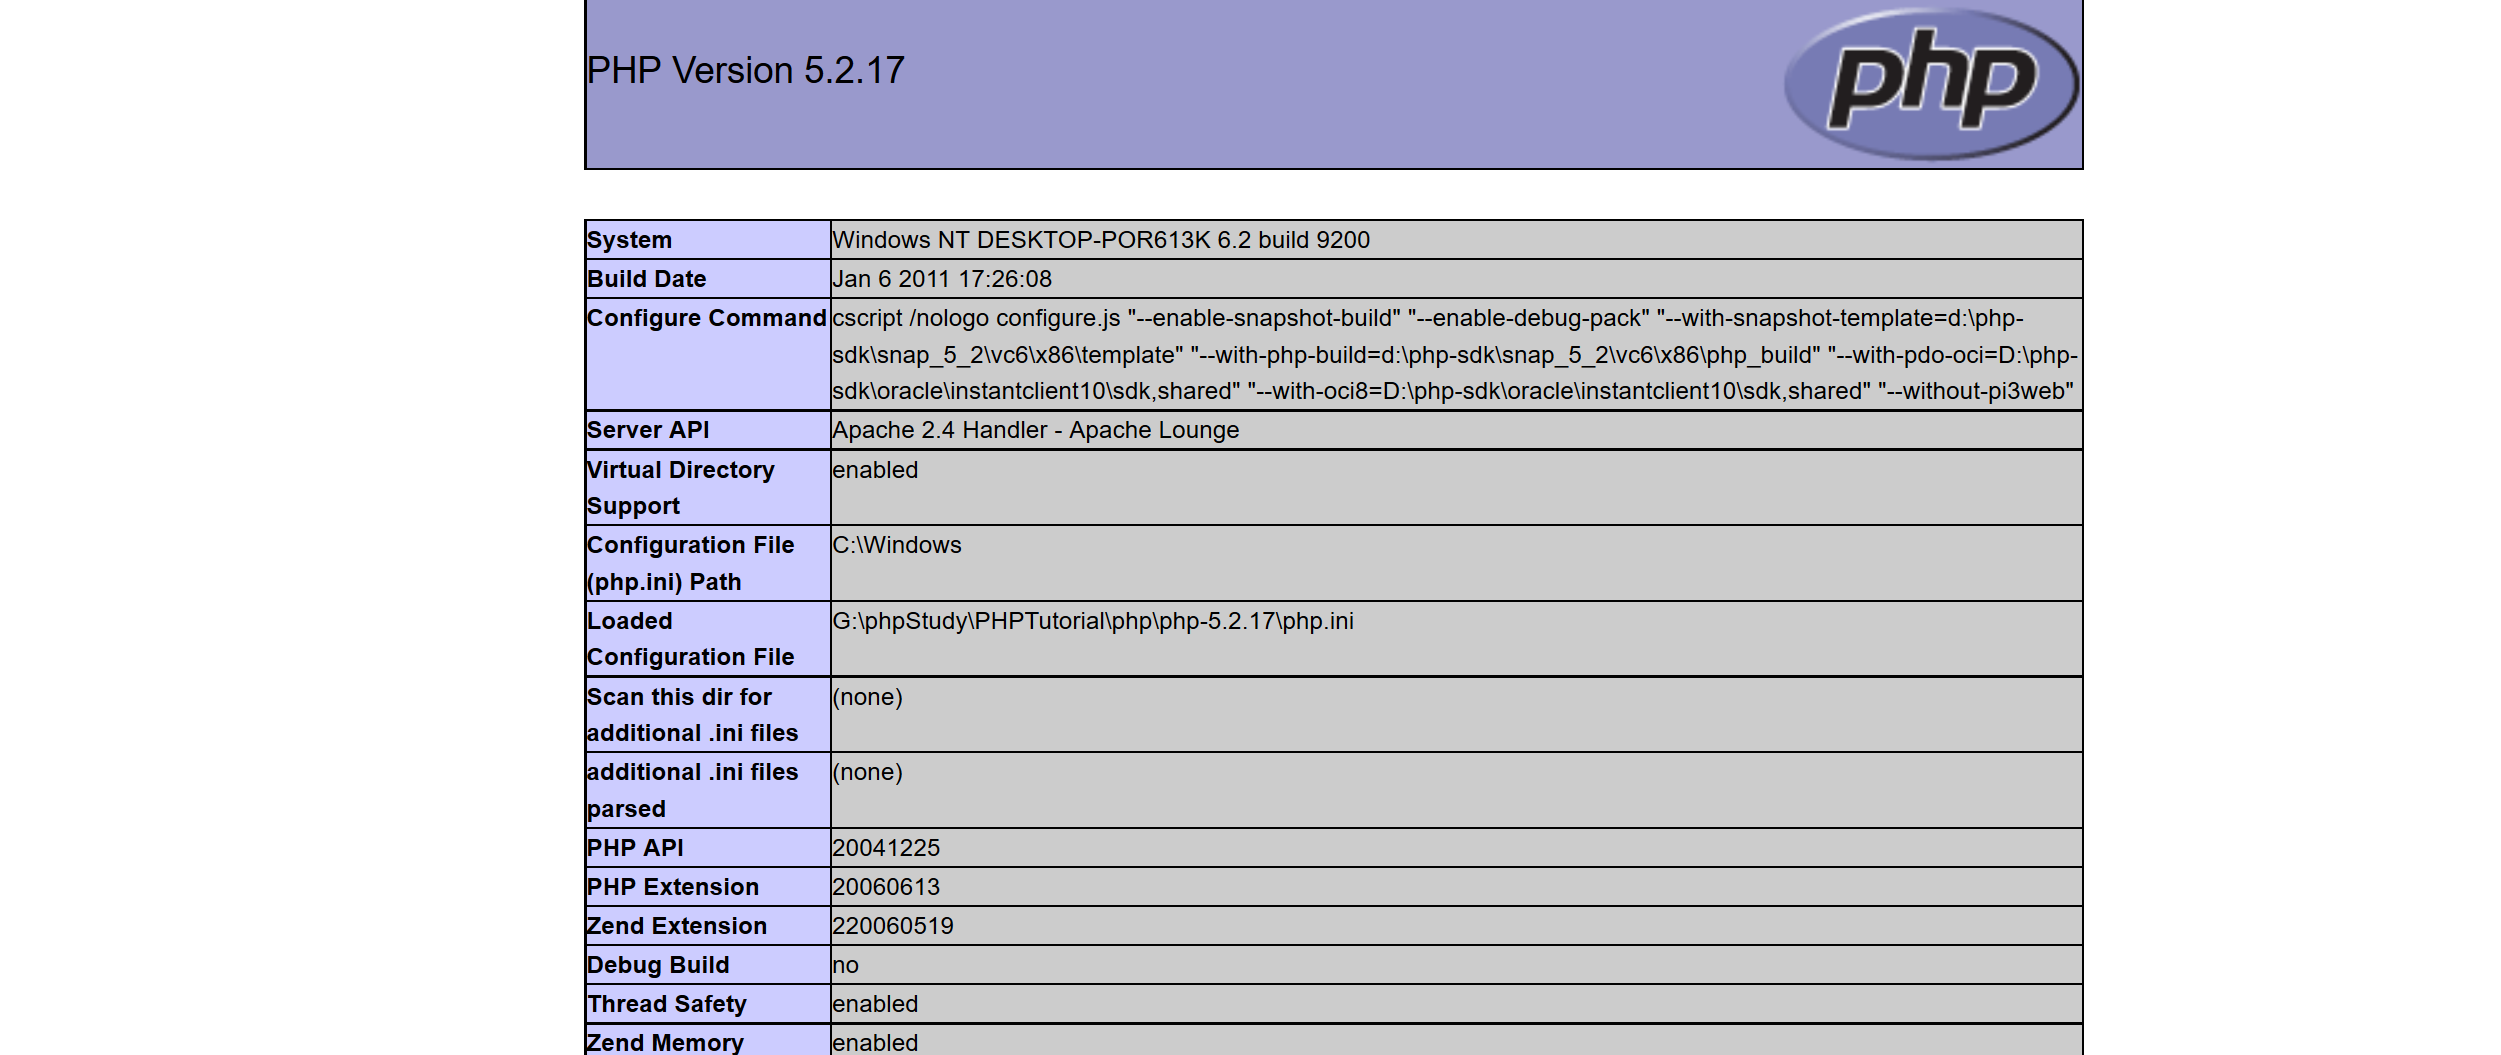 PHP Version 5.2.17
php
System Windows NT DESKTOP-POR613K 6.2 build 9200
Build Date Jan 6 2011 17:26:08
Configure Command cscript /nologo configure.js "--enable-snapshot-build" "--enable-debug-pack" "--with-snapshot-template=d:\php-
sdk\snap_5_2\vc6\x86\template" "--with-php-build=d:\php-sdk\snap_5_2\vc6\x86\php_build" "--with-pdo-oci=D:\php-
sdk\oracle\instantclient10\sdk,shared" "--with-oci8=D:\php-sdk\oracle\instantclient10\sdk,shared" "--without-pi3web"
Server API Apache 2.4 Handler - Apache Lounge
Virtual Directory enabled
Support
Configuration File C:\Windows
(php.ini) Path
Loaded G:\phpStudy\PHPTutorial\php\php-5.2.17\php.ini
Configuration File
Scan this dir for (none)
additional .ini files
additional .ini files (none)
parsed
PHP API 20041225
PHP Extension 20060613
Zend Extension 220060519
Debug Build no
Thread Safety enabled
Zend Memory enabled